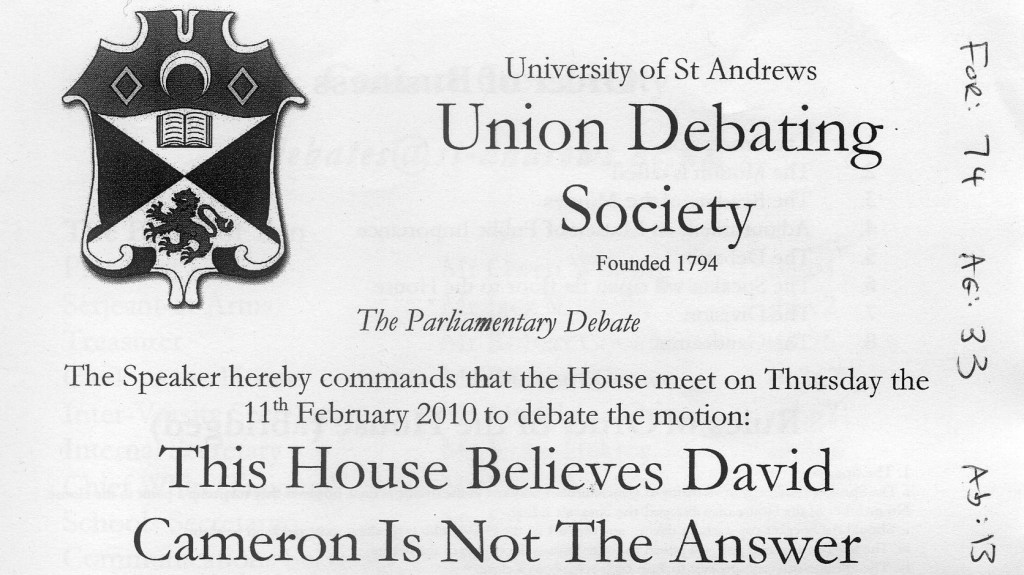 University of St Andrews
Union Debating
Society
Founded 1794
The Parliamentary Debate
The Speaker hereby commands that the House meet on Thursday the
11th February 2010 to debate the motion:
This House Believes David
Cameron Is Not The Answer
For: 74 AG: 33 Ab: 13